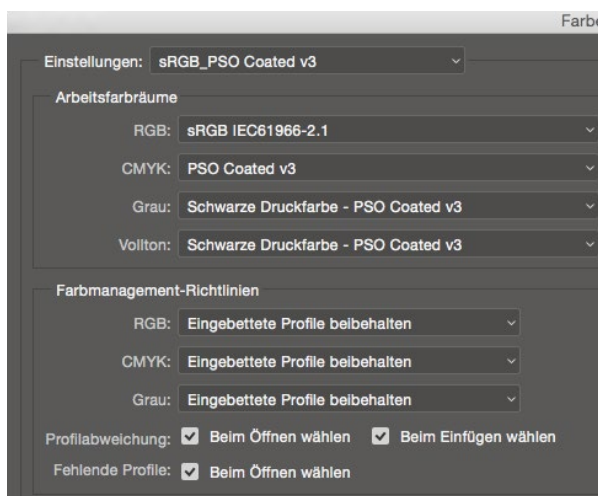 Farbe
Einstellungen: sRGB_PSO Coated v3
Arbeitsfarbräume
RGB: sRGB IEC61966-2.1
CMYK: PSO Coated v3
Grau: Schwarze Druckfarbe - PSO Coated v3
Vollton: Schwarze Druckfarbe - PSO Coated v3
Farbmanagement-Richtlinien
RGB: Eingebettete Profile beibehalten
CMYK: Eingebettete Profile beibehalten
Grau: Eingebettete Profile beibehalten
Profilabweichung: Beim Öffnen wählen Beim Einfügen wählen
Fehlende Profile: Beim Öffnen wählen